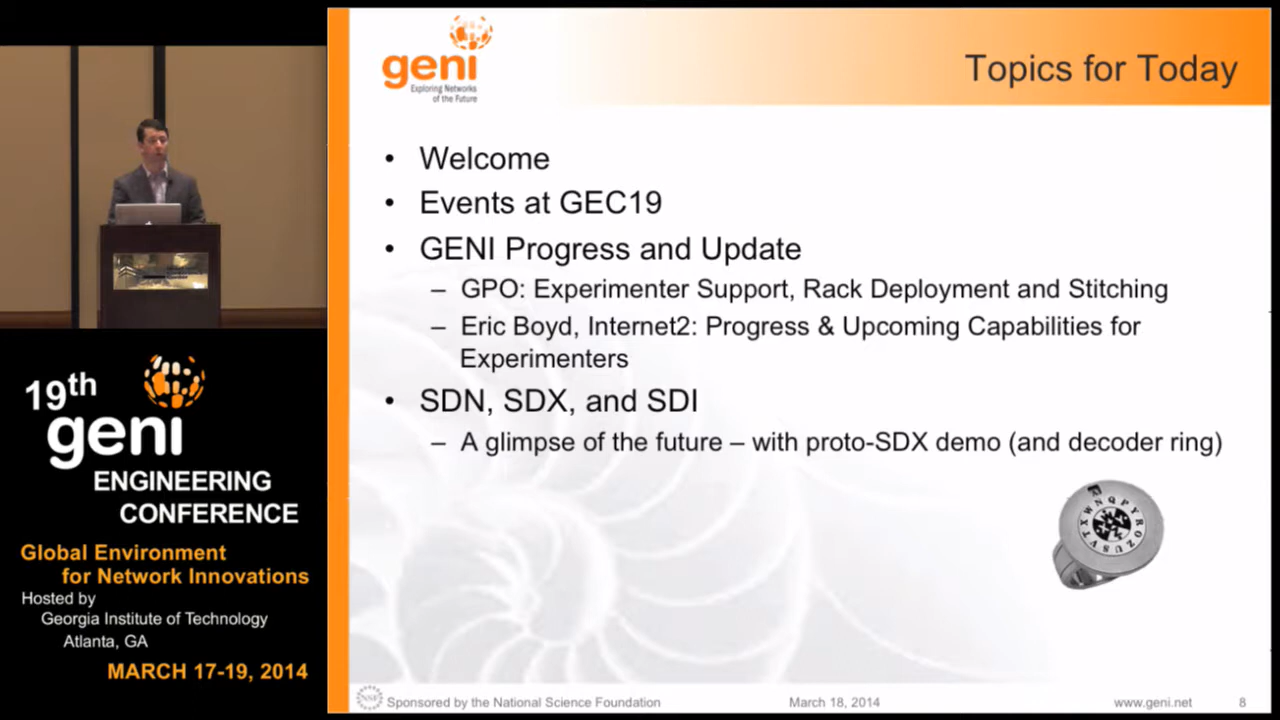 geni
Exploring Networks
of the Future
Topics for Today
• Welcome
• Events at GEC19
• GENI Progress and Update
– GPO: Experimenter Support, Rack Deployment and Stitching
– Eric Boyd, Internet2: Progress & Upcoming Capabilities for
Experimenters
• SDN, SDX, and SDI
– A glimpse of the future – with proto-SDX demo (and decoder ring)
19th
geni
ENGINEERING
CONFERENCE
Global Environment
for Network Innovations
Hosted by
Georgia Institute of Technology
Atlanta, GA
MARCH 17-19, 2014
NSF
Sponsored by the National Science Foundation
March 18, 2014
www.geni.net
8